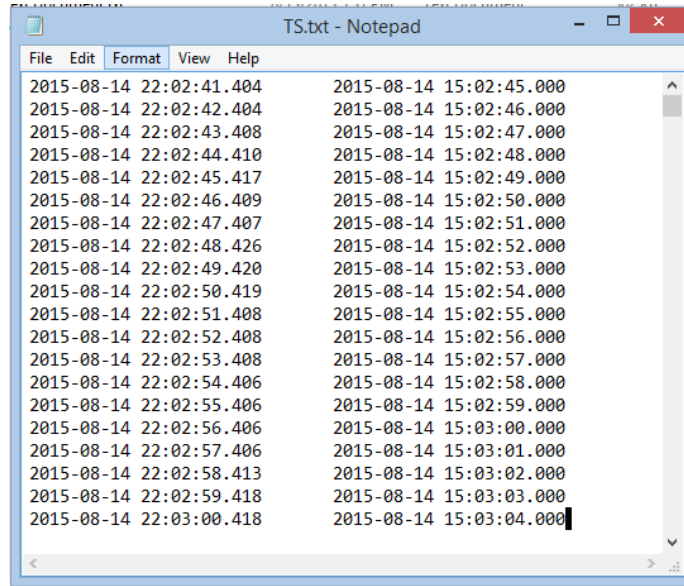 TS.txt - Notepad
File Edit Format View Help
2015-08-14 22:02:41.404 2015-08-14 15:02:45.000
2015-08-14 22:02:42.404 2015-08-14 15:02:46.000
2015-08-14 22:02:43.408 2015-08-14 15:02:47.000
2015-08-14 22:02:44.410 2015-08-14 15:02:48.000
2015-08-14 22:02:45.417 2015-08-14 15:02:49.000
2015-08-14 22:02:46.409 2015-08-14 15:02:50.000
2015-08-14 22:02:47.407 2015-08-14 15:02:51.000
2015-08-14 22:02:48.426 2015-08-14 15:02:52.000
2015-08-14 22:02:49.420 2015-08-14 15:02:53.000
2015-08-14 22:02:50.419 2015-08-14 15:02:54.000
2015-08-14 22:02:51.408 2015-08-14 15:02:55.000
2015-08-14 22:02:52.408 2015-08-14 15:02:56.000
2015-08-14 22:02:53.408 2015-08-14 15:02:57.000
2015-08-14 22:02:54.406 2015-08-14 15:02:58.000
2015-08-14 22:02:55.406 2015-08-14 15:02:59.000
2015-08-14 22:02:56.406 2015-08-14 15:03:00.000
2015-08-14 22:02:57.406 2015-08-14 15:03:01.000
2015-08-14 22:02:58.413 2015-08-14 15:03:02.000
2015-08-14 22:02:59.418 2015-08-14 15:03:03.000
2015-08-14 22:03:00.418 2015-08-14 15:03:04.000